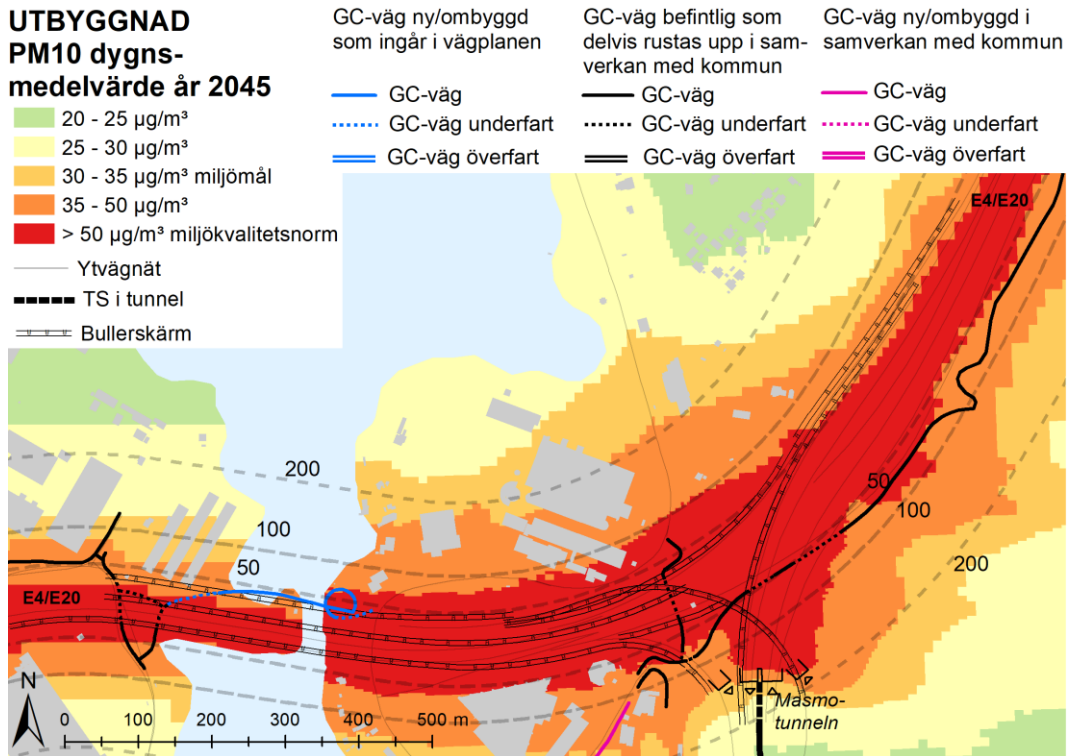 UTBYGGNAD
PM10 dygns-
medelvärde år 2045
20 - 25 µg/m³
25 - 30 µg/m³
30 - 35 µg/m³ miljömål
35 - 50 µg/m³
> 50 µg/m³ miljökvalitetsnorm
Ytvägnät
TS i tunnel
Bullerskärm
GC-väg ny/ombyggd
som ingår i vägplanen
GC-väg
GC-väg underfart
GC-väg överfart
GC-väg befintlig som
delvis rustas upp i sam-
verkan med kommun
GC-väg
GC-väg underfart
GC-väg överfart
GC-väg ny/ombyggd i
samverkan med kommun
GC-väg
GC-väg underfart
GC-väg överfart
E4/E20
200
100
50
50
100
200
E4/E20
Masmo-
tunneln
N
0 100 200 300 400 500 m